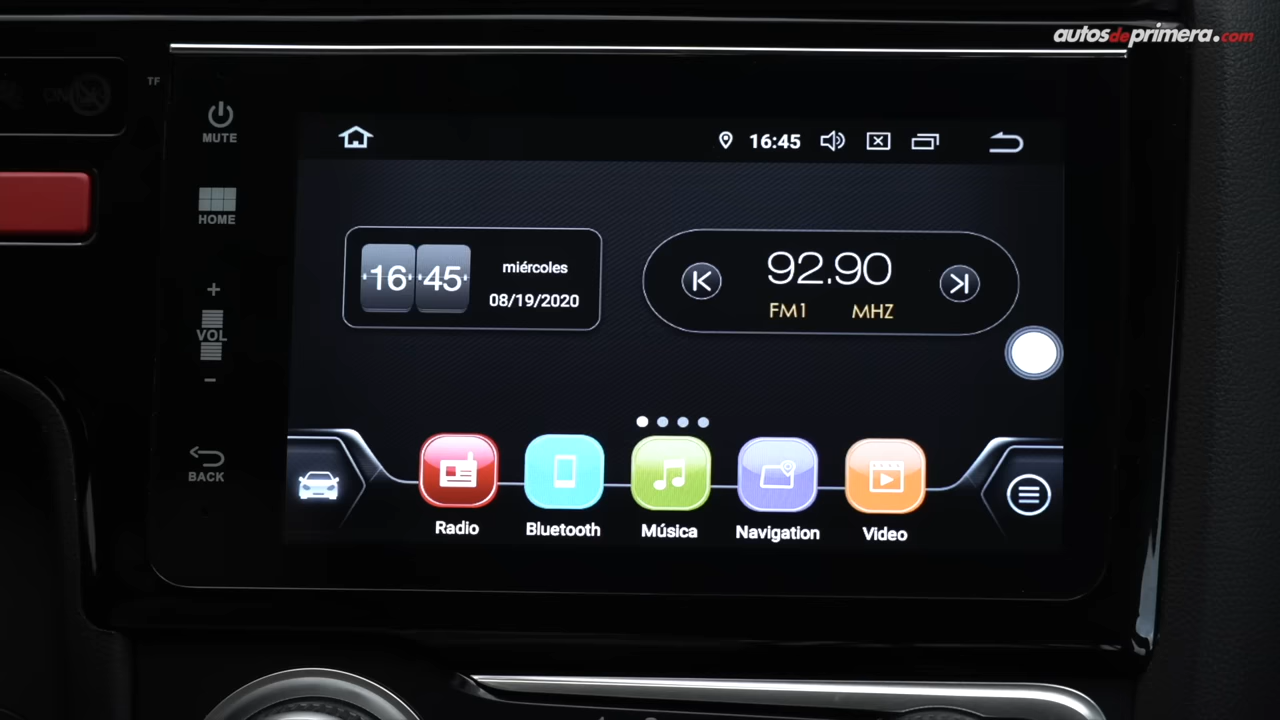 autosdeprimera.com
TF
MUTE
16:45
HOME
16 45
miércoles
08/19/2020
92.90
FM1 MHZ
+
VOL
-
BACK
Radio
Bluetooth
Música
Navigation
Video